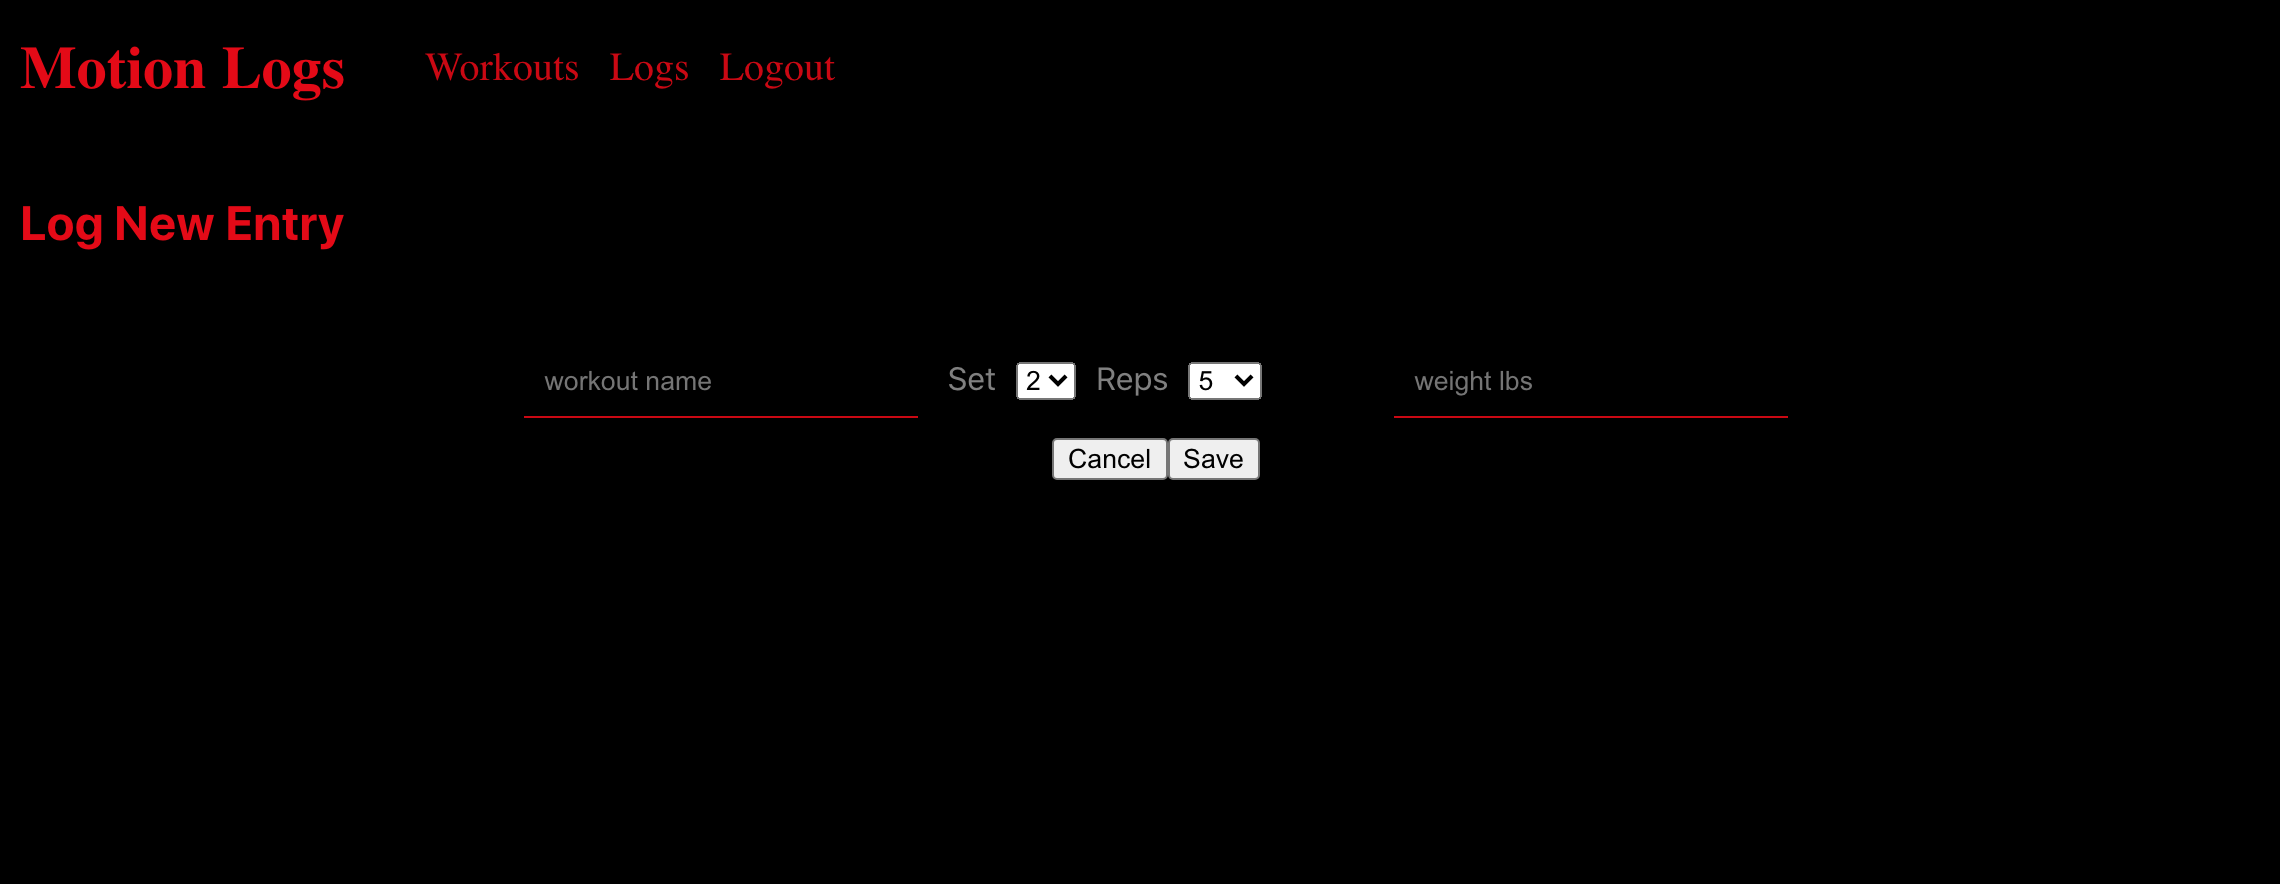 Motion Logs Workouts Logs Logout
Log New Entry
workout name Set 2 Reps 5 weight lbs
Cancel Save